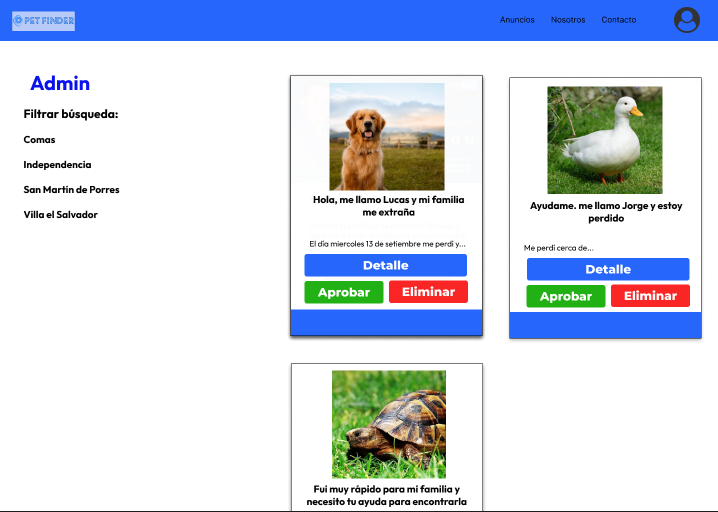 PET FINDER
Anuncios Nosotros Contacto
Admin
Filtrar búsqueda:
Comas
Independencia
San Martin de Porres
Villa el Salvador
Hola, me llamo Lucas y mi familia
me extraña
El día miercoles 13 de setiembre me perdí y...
Detalle
Aprobar Eliminar
Ayudame. me llamo Jorge y estoy
perdido
Me perdí cerca de...
Detalle
Aprobar Eliminar
Fui muy rápido para mi familia y
necesito tu ayuda para encontrarla